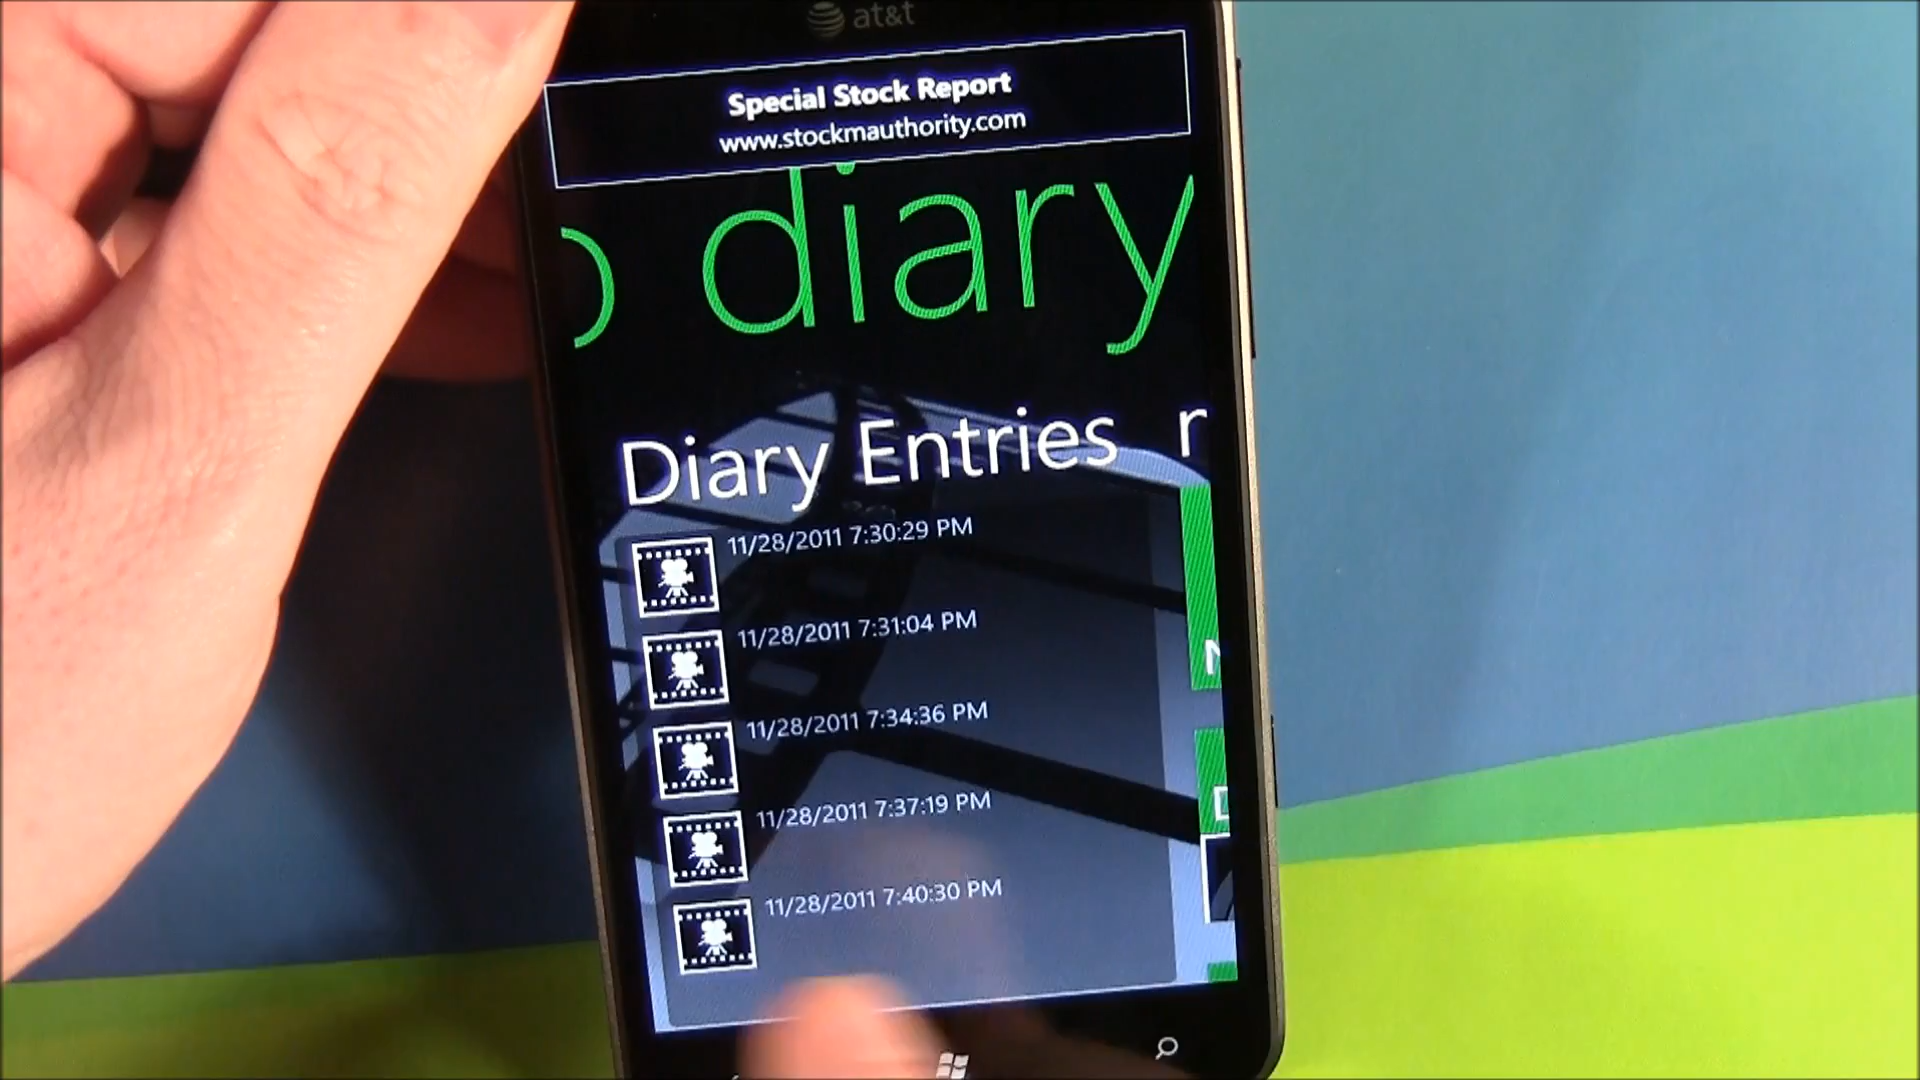 at&t
Special Stock Report
www.stockmauthority.com
o diary
Diary Entries
11/28/2011 7:30:29 PM
11/28/2011 7:31:04 PM
11/28/2011 7:34:36 PM
11/28/2011 7:37:19 PM
11/28/2011 7:40:30 PM